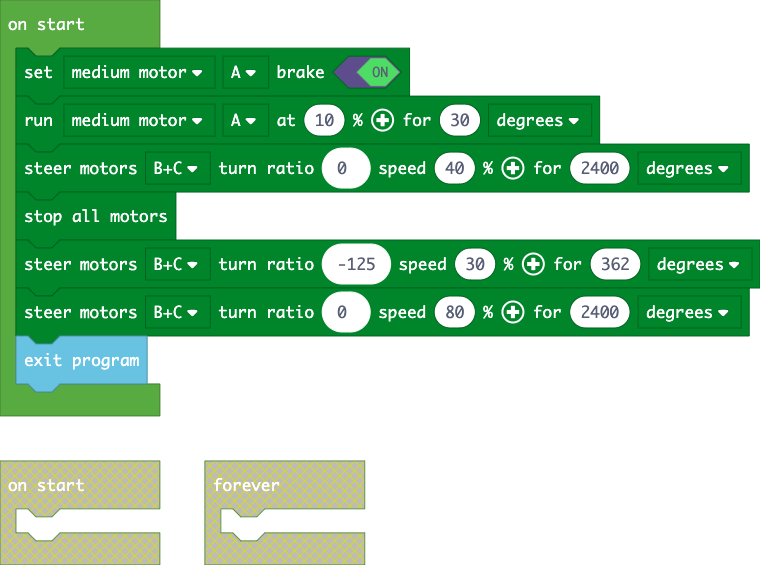 on start
set medium motor A brake ON
run medium motor A at 10 % for 30 degrees
steer motors B+C turn ratio 0 speed 40 % for 2400 degrees
stop all motors
steer motors B+C turn ratio -125 speed 30 % for 362 degrees
steer motors B+C turn ratio 0 speed 80 % for 2400 degrees
exit program
on start forever